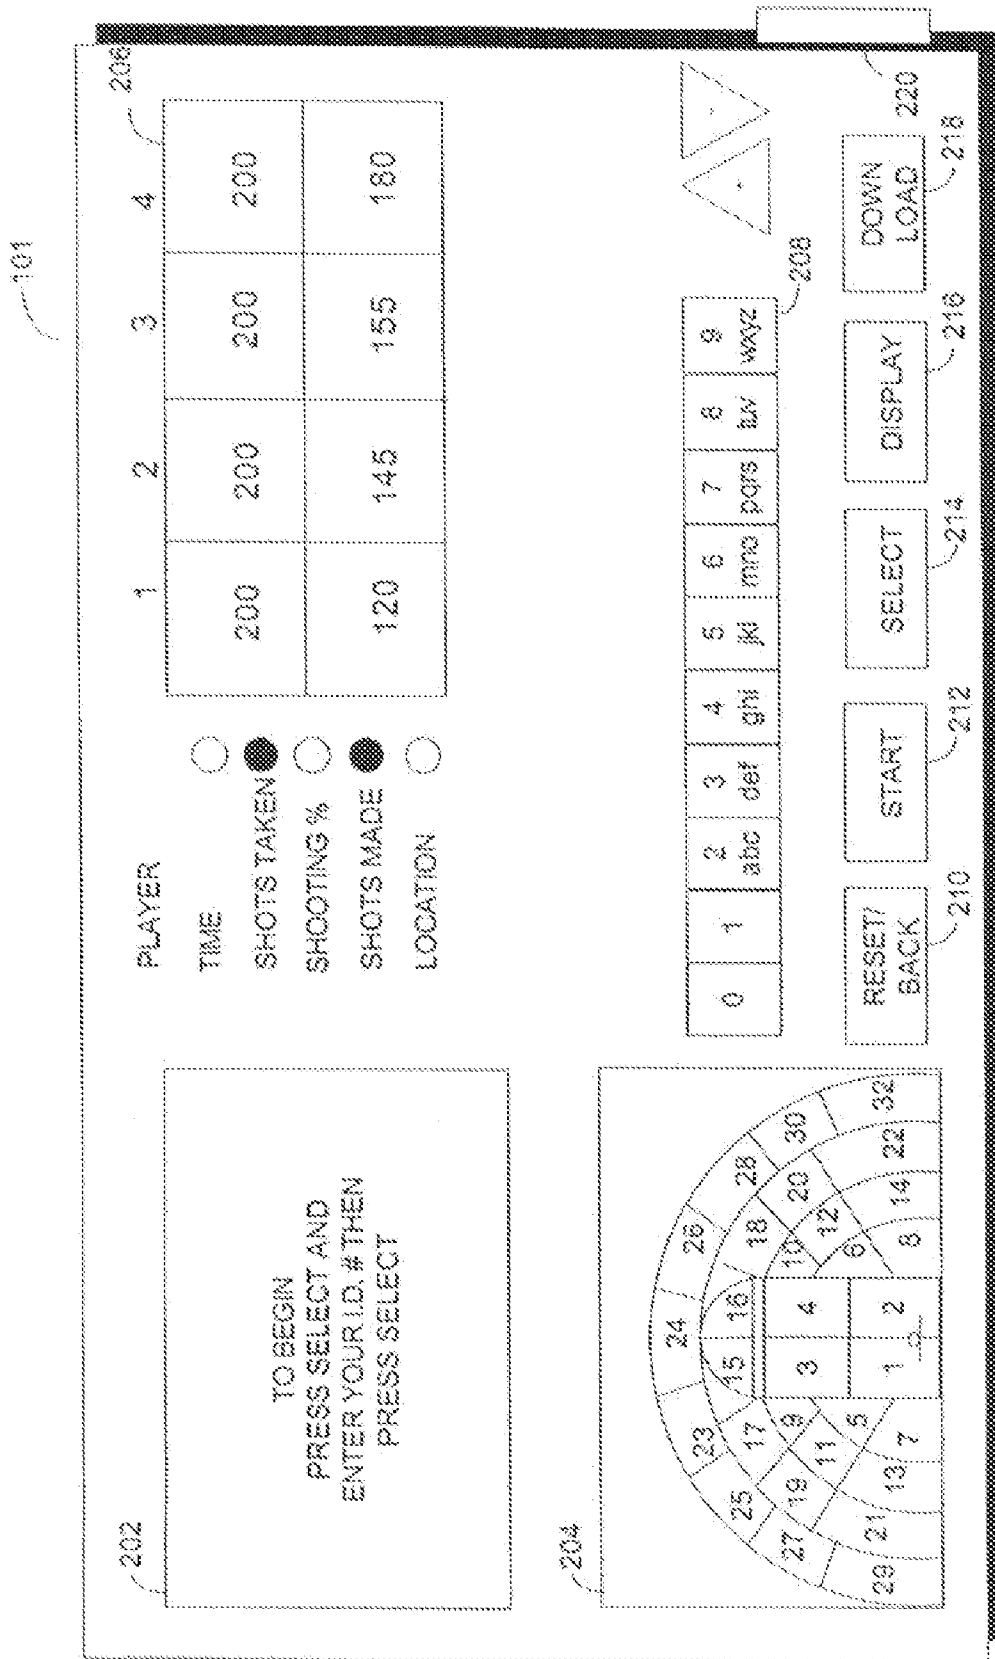 101
202
TO BEGIN
PRESS SELECT AND
ENTER YOUR I.D. # THEN
PRESS SELECT
PLAYER 1 2 3 4
206
TIME
SHOTS TAKEN 200 200 200 200
SHOOTING %
SHOTS MADE 120 145 155 180
LOCATION
204
24
23 26
15 16
25 17 18 28
9 10
27 19 11 3 4 12 20 30
5 6
29 21 13 7 1 2 8 14 22 32
0 1 2 3 4 5 6 7 8 9
abc def ghi jkl mno pqrs tuv wxyz
208
RESET/
BACK
START
SELECT
DISPLAY
DOWN
LOAD
210
212
214
216
218
220